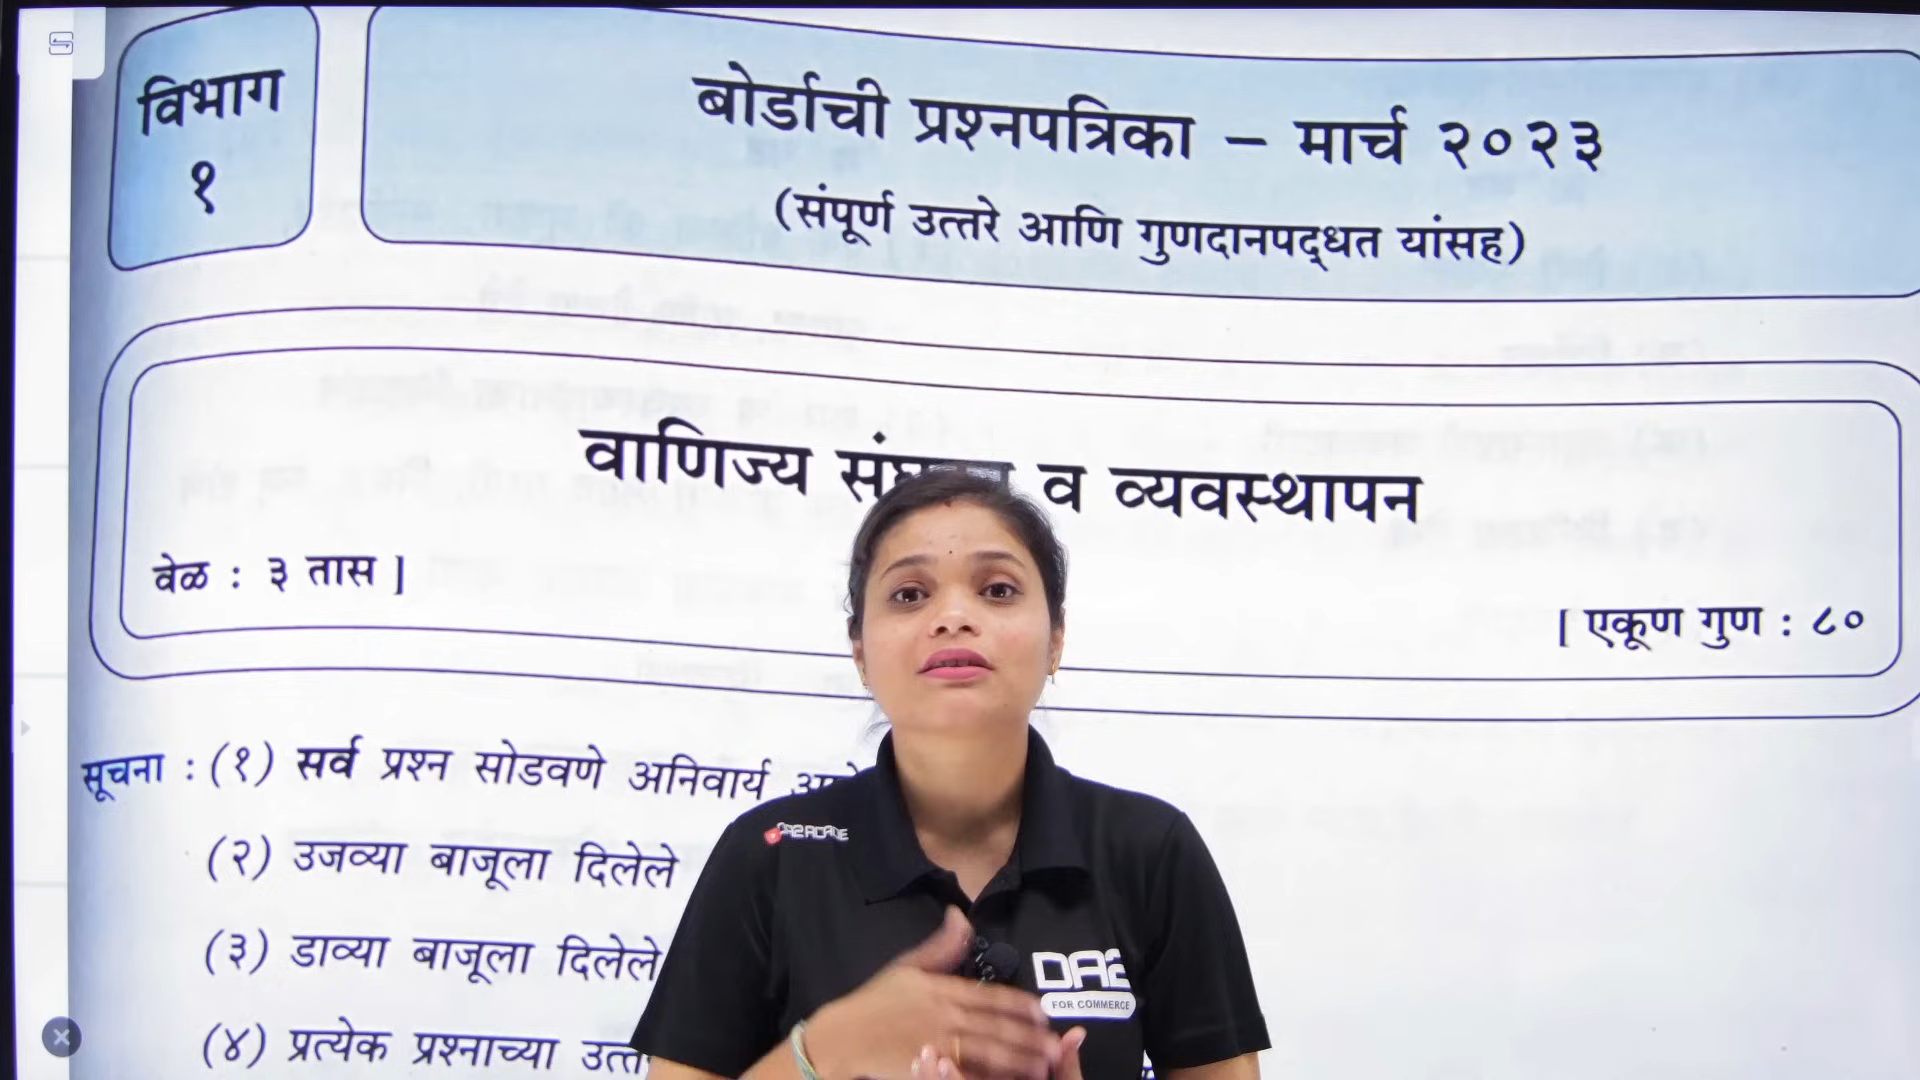 विभाग
१
बोर्डाची प्रश्नपत्रिका – मार्च २०२३
(संपूर्ण उत्तरे आणि गुणदानपद्धत यांसह)
वाणिज्य व व्यवस्थापन
वेळ : ३ तास ]
[ एकूण गुण : ८०
सूचना : (१) सर्व प्रश्न सोडवणे अनिवार्य
(२) उजव्या बाजूला दिलेले
(३) डाव्या बाजूला दिलेले
(४) प्रत्येक प्रश्नाच्या
DA2
FOR COMMERCE